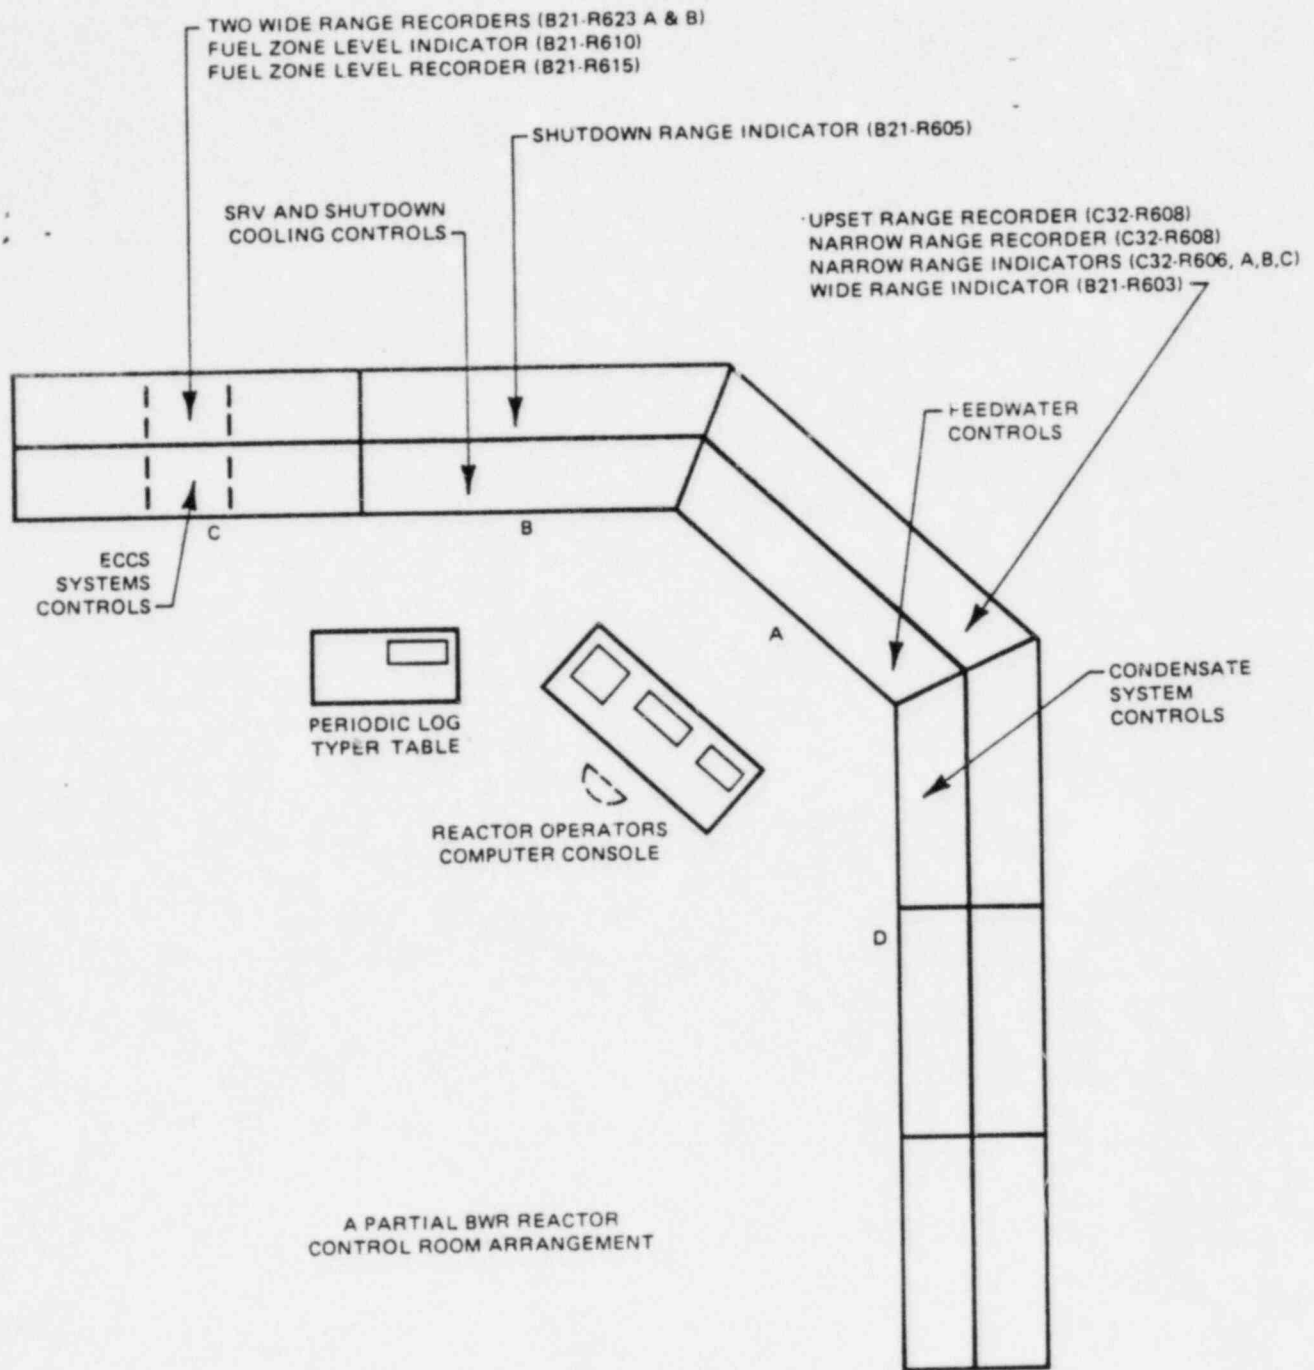 TWO WIDE RANGE RECORDERS (B21-R623 A & B)
FUEL ZONE LEVEL INDICATOR (B21-R610)
FUEL ZONE LEVEL RECORDER (B21-R615)
SHUTDOWN RANGE INDICATOR (B21-R605)
SRV AND SHUTDOWN
COOLING CONTROLS
UPSET RANGE RECORDER (C32-R608)
NARROW RANGE RECORDER (C32-R608)
NARROW RANGE INDICATORS (C32-R606, A,B,C)
WIDE RANGE INDICATOR (B21-R603)
FEEDWATER
CONTROLS
C
B
ECCS
SYSTEMS
CONTROLS
A
PERIODIC LOG
TYPER TABLE
CONDENSATE
SYSTEM
CONTROLS
REACTOR OPERATORS
COMPUTER CONSOLE
D
A PARTIAL BWR REACTOR
CONTROL ROOM ARRANGEMENT